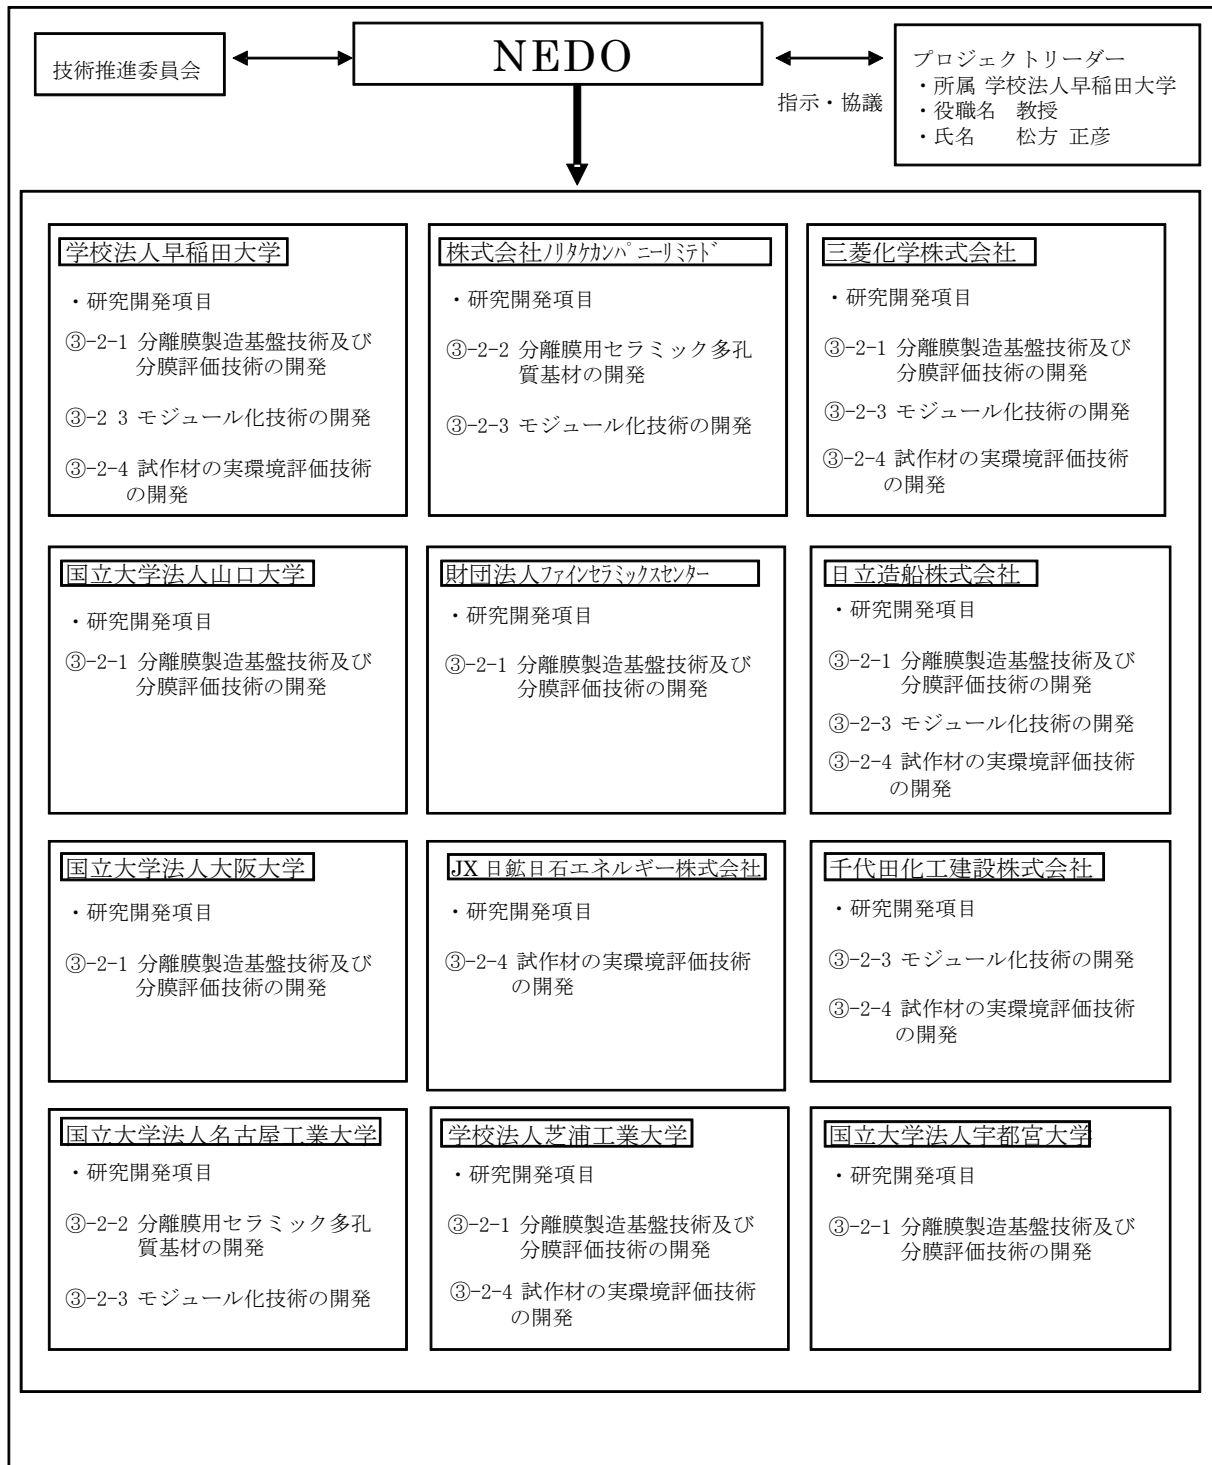 技術推進委員会
NEDO
指示・協議
プロジェクトリーダー
・所属 学校法人早稲田大学
・役職名 教授
・氏名 松方 正彦
学校法人早稲田大学
・研究開発項目
③-2-1 分離膜製造基盤技術及び
分膜評価技術の開発
③-2 3 モジュール化技術の開発
③-2-4 試作材の実環境評価技術
の開発
株式会社ﾉﾘﾀｹｶﾝﾊﾟﾆｰﾘﾐﾃﾄﾞ
・研究開発項目
③-2-2 分離膜用セラミック多孔
質基材の開発
③-2-3 モジュール化技術の開発
三菱化学株式会社
・研究開発項目
③-2-1 分離膜製造基盤技術及び
分膜評価技術の開発
③-2-3 モジュール化技術の開発
③-2-4 試作材の実環境評価技術
の開発
国立大学法人山口大学
・研究開発項目
③-2-1 分離膜製造基盤技術及び
分膜評価技術の開発
財団法人ﾌｧｲﾝｾﾗﾐｯｸｽｾﾝﾀｰ
・研究開発項目
③-2-1 分離膜製造基盤技術及び
分膜評価技術の開発
日立造船株式会社
・研究開発項目
③-2-1 分離膜製造基盤技術及び
分膜評価技術の開発
③-2-3 モジュール化技術の開発
③-2-4 試作材の実環境評価技術
の開発
国立大学法人大阪大学
・研究開発項目
③-2-1 分離膜製造基盤技術及び
分膜評価技術の開発
JX 日鉱日石エネルギー株式会社
・研究開発項目
③-2-4 試作材の実環境評価技術
の開発
千代田化工建設株式会社
・研究開発項目
③-2-3 モジュール化技術の開発
③-2-4 試作材の実環境評価技術
の開発
国立大学法人名古屋工業大学
・研究開発項目
③-2-2 分離膜用セラミック多孔
質基材の開発
③-2-3 モジュール化技術の開発
学校法人芝浦工業大学
・研究開発項目
③-2-1 分離膜製造基盤技術及び
分膜評価技術の開発
③-2-4 試作材の実環境評価技術
の開発
国立大学法人宇都宮大学
・研究開発項目
③-2-1 分離膜製造基盤技術及び
分膜評価技術の開発